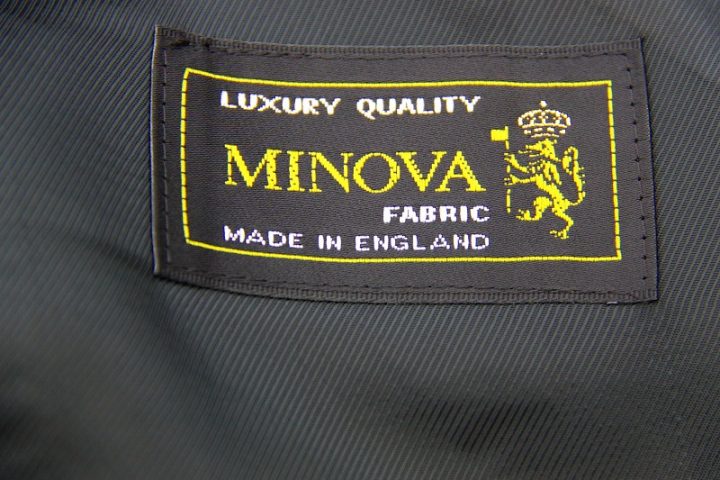 LUXURY QUALITY
MINOVA
FABRIC
MADE IN ENGLAND